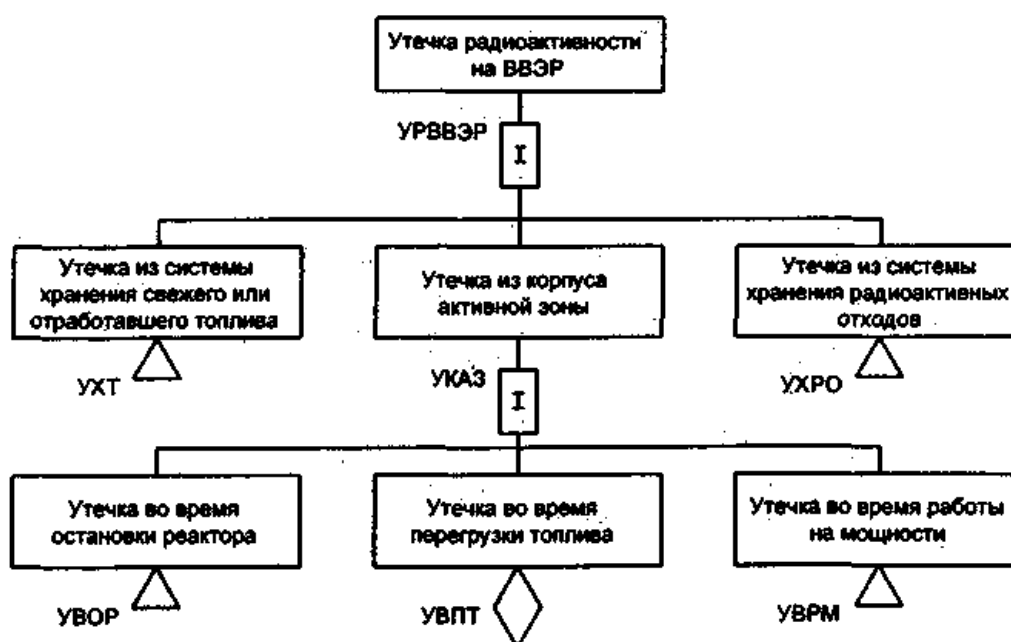 Утечка радиоактивности
на ВВЭР
УРВВЭР
I
Утечка из системы
хранения свежего или
отработавшего топлива
Утечка из корпуса
активной зоны
Утечка из системы
хранения радиоактивных
отходов
УХТ
УКАЗ
УХРО
I
Утечка во время
остановки реактора
Утечка во время
перегрузки топлива
Утечка во время работы
на мощности
УВОР
УВПТ
УВРМ